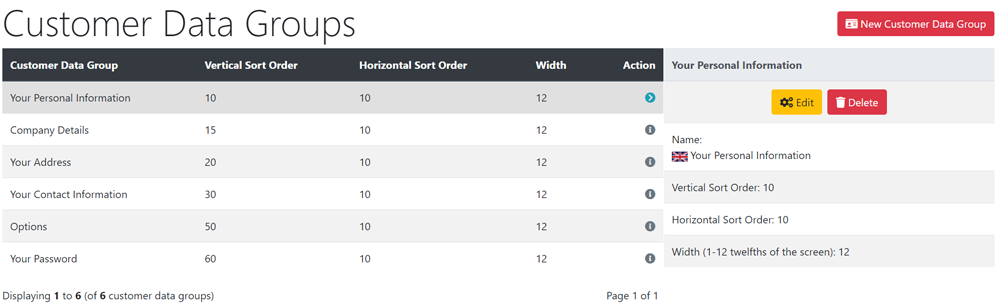 Customer Data Groups
New Customer Data Group
Customer Data Group Vertical Sort Order Horizontal Sort Order Width Action
Your Personal Information 10 10 12
Company Details 15 10 12
Your Address 20 10 12
Your Contact Information 30 10 12
Options 50 10 12
Your Password 60 10 12
Displaying 1 to 6 (of 6 customer data groups) Page 1 of 1
Your Personal Information
Edit Delete
Name:
Your Personal Information
Vertical Sort Order: 10
Horizontal Sort Order: 10
Width (1-12 twelfths of the screen): 12